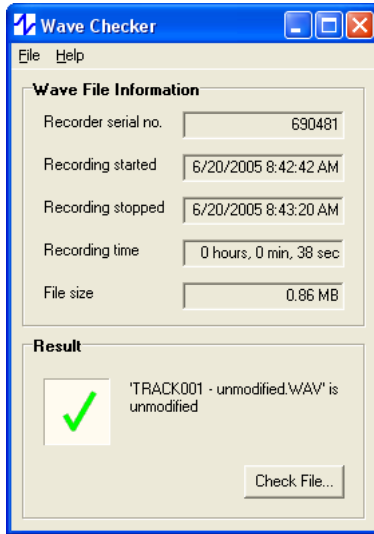 Wave Checker
File Help
Wave File Information
Recorder serial no. 690481
Recording started 6/20/2005 8:42:42 AM
Recording stopped 6/20/2005 8:43:20 AM
Recording time 0 hours, 0 min, 38 sec
File size 0.86 MB
Result
'TRACK001 - unmodified.WAV' is
unmodified
Check File...